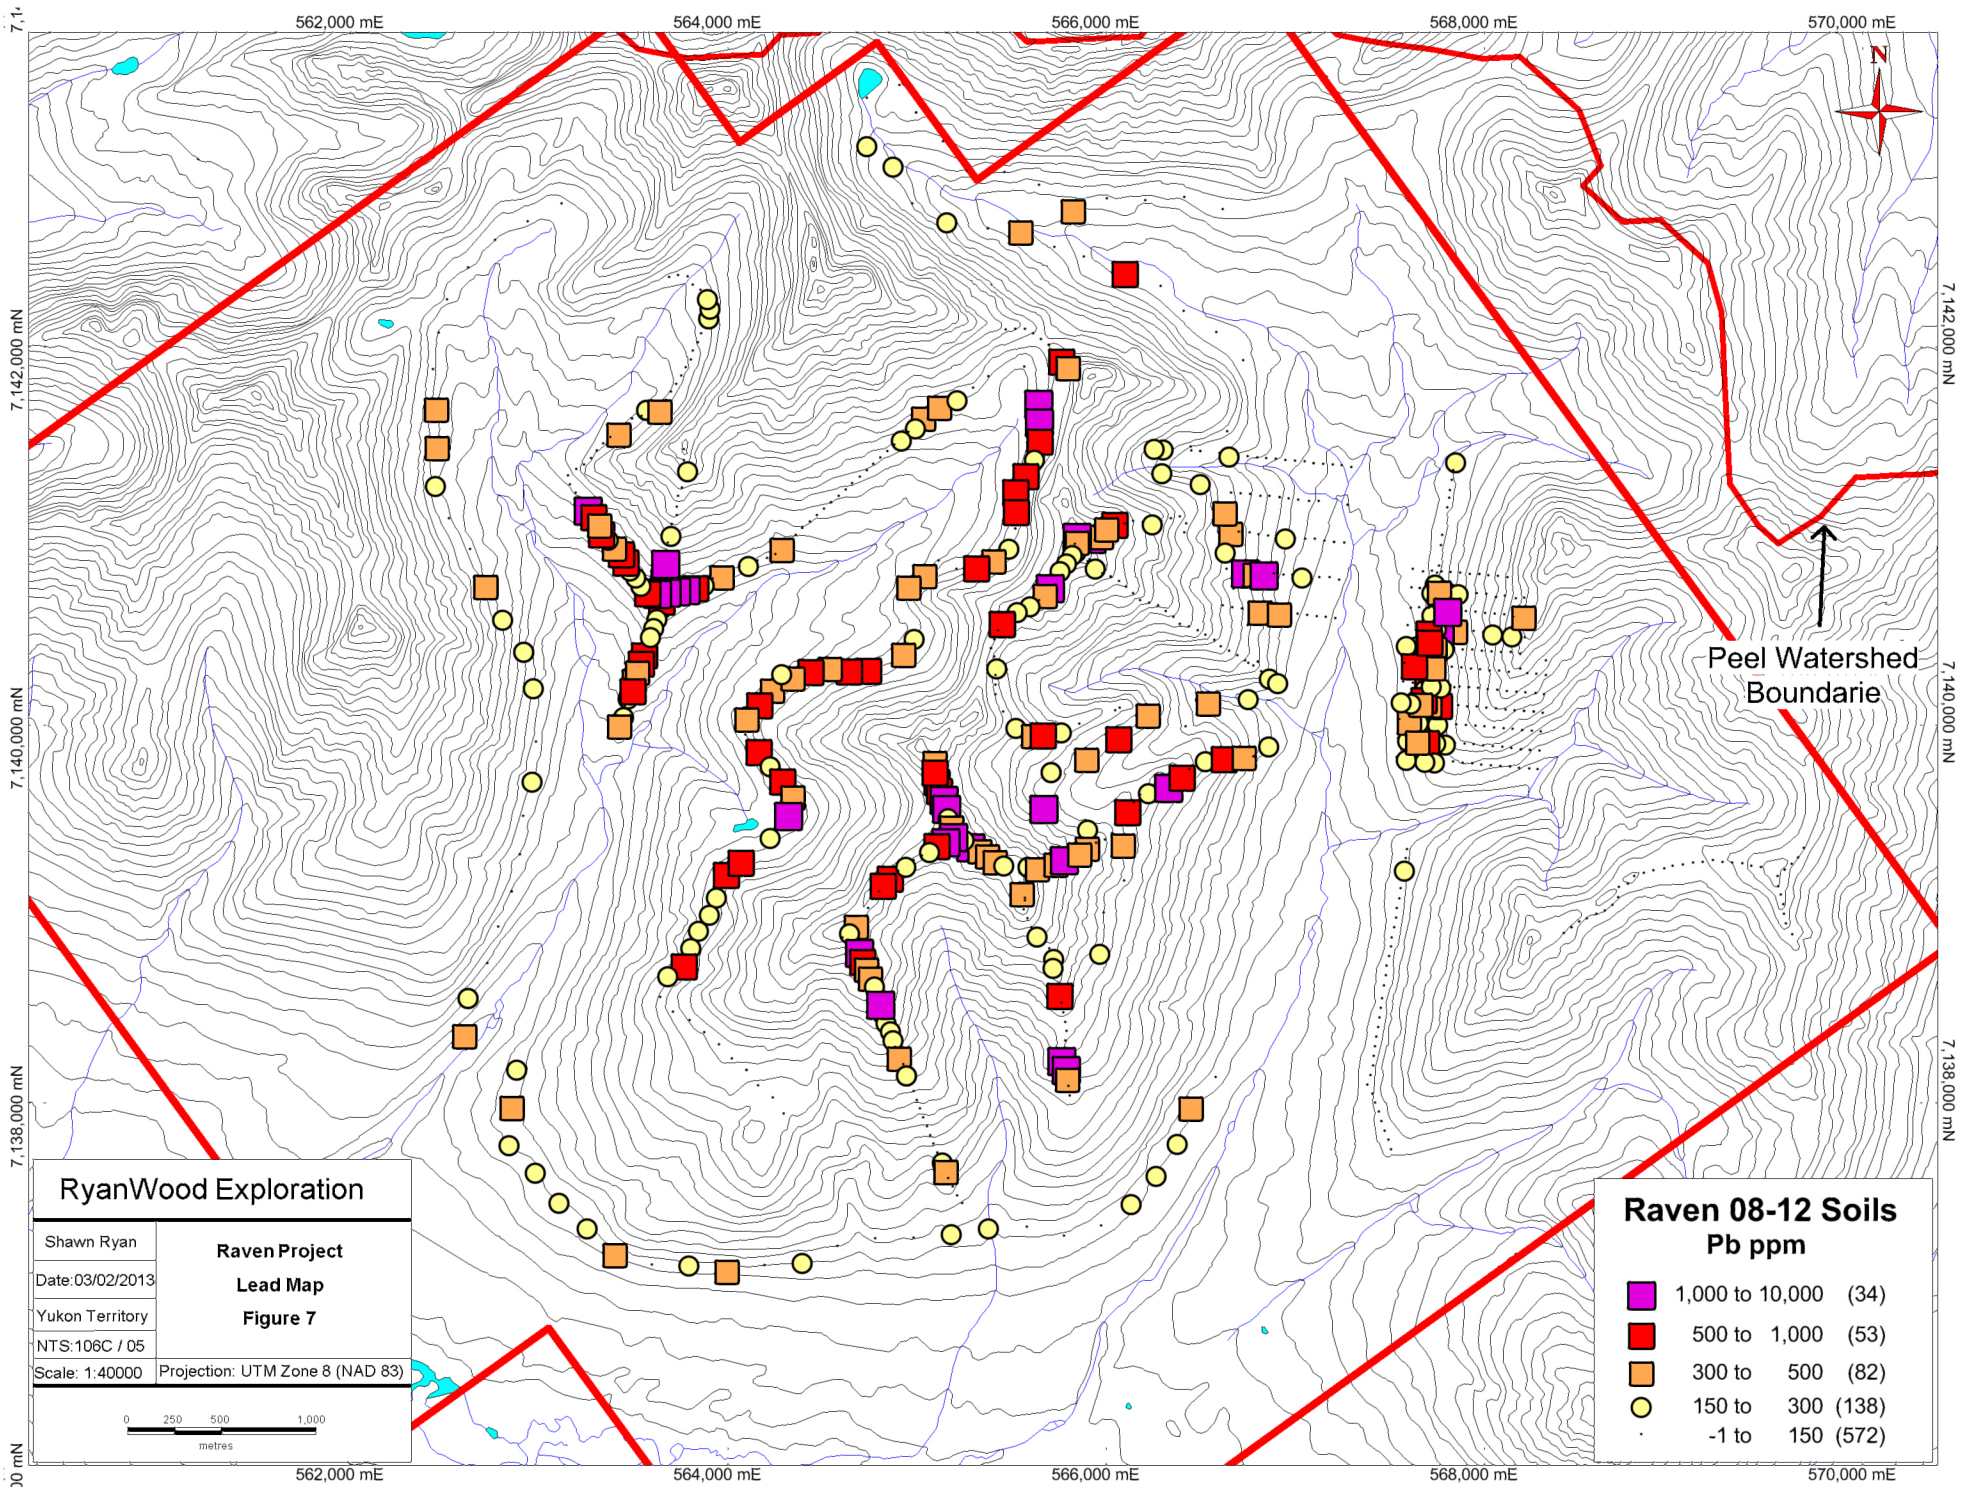 562,000 mE
564,000 mE
566,000 mE
568,000 mE
570,000 mE
N
7,142,000 mN
7,142,000 mN
7,140,000 mN
7,140,000 mN
7,138,000 mN
7,138,000 mN
Peel Watershed
Boundarie
RyanWood Exploration
Shawn Ryan
Date:03/02/2013
Yukon Territory
NTS:106C / 05
Scale: 1:40000
Raven Project
Lead Map
Figure 7
Projection: UTM Zone 8 (NAD 83)
0 250 500 1,000
metres
Raven 08-12 Soils
Pb ppm
1,000 to 10,000 (34)
500 to 1,000 (53)
300 to 500 (82)
150 to 300 (138)
-1 to 150 (572)
562,000 mE
564,000 mE
566,000 mE
568,000 mE
570,000 mE